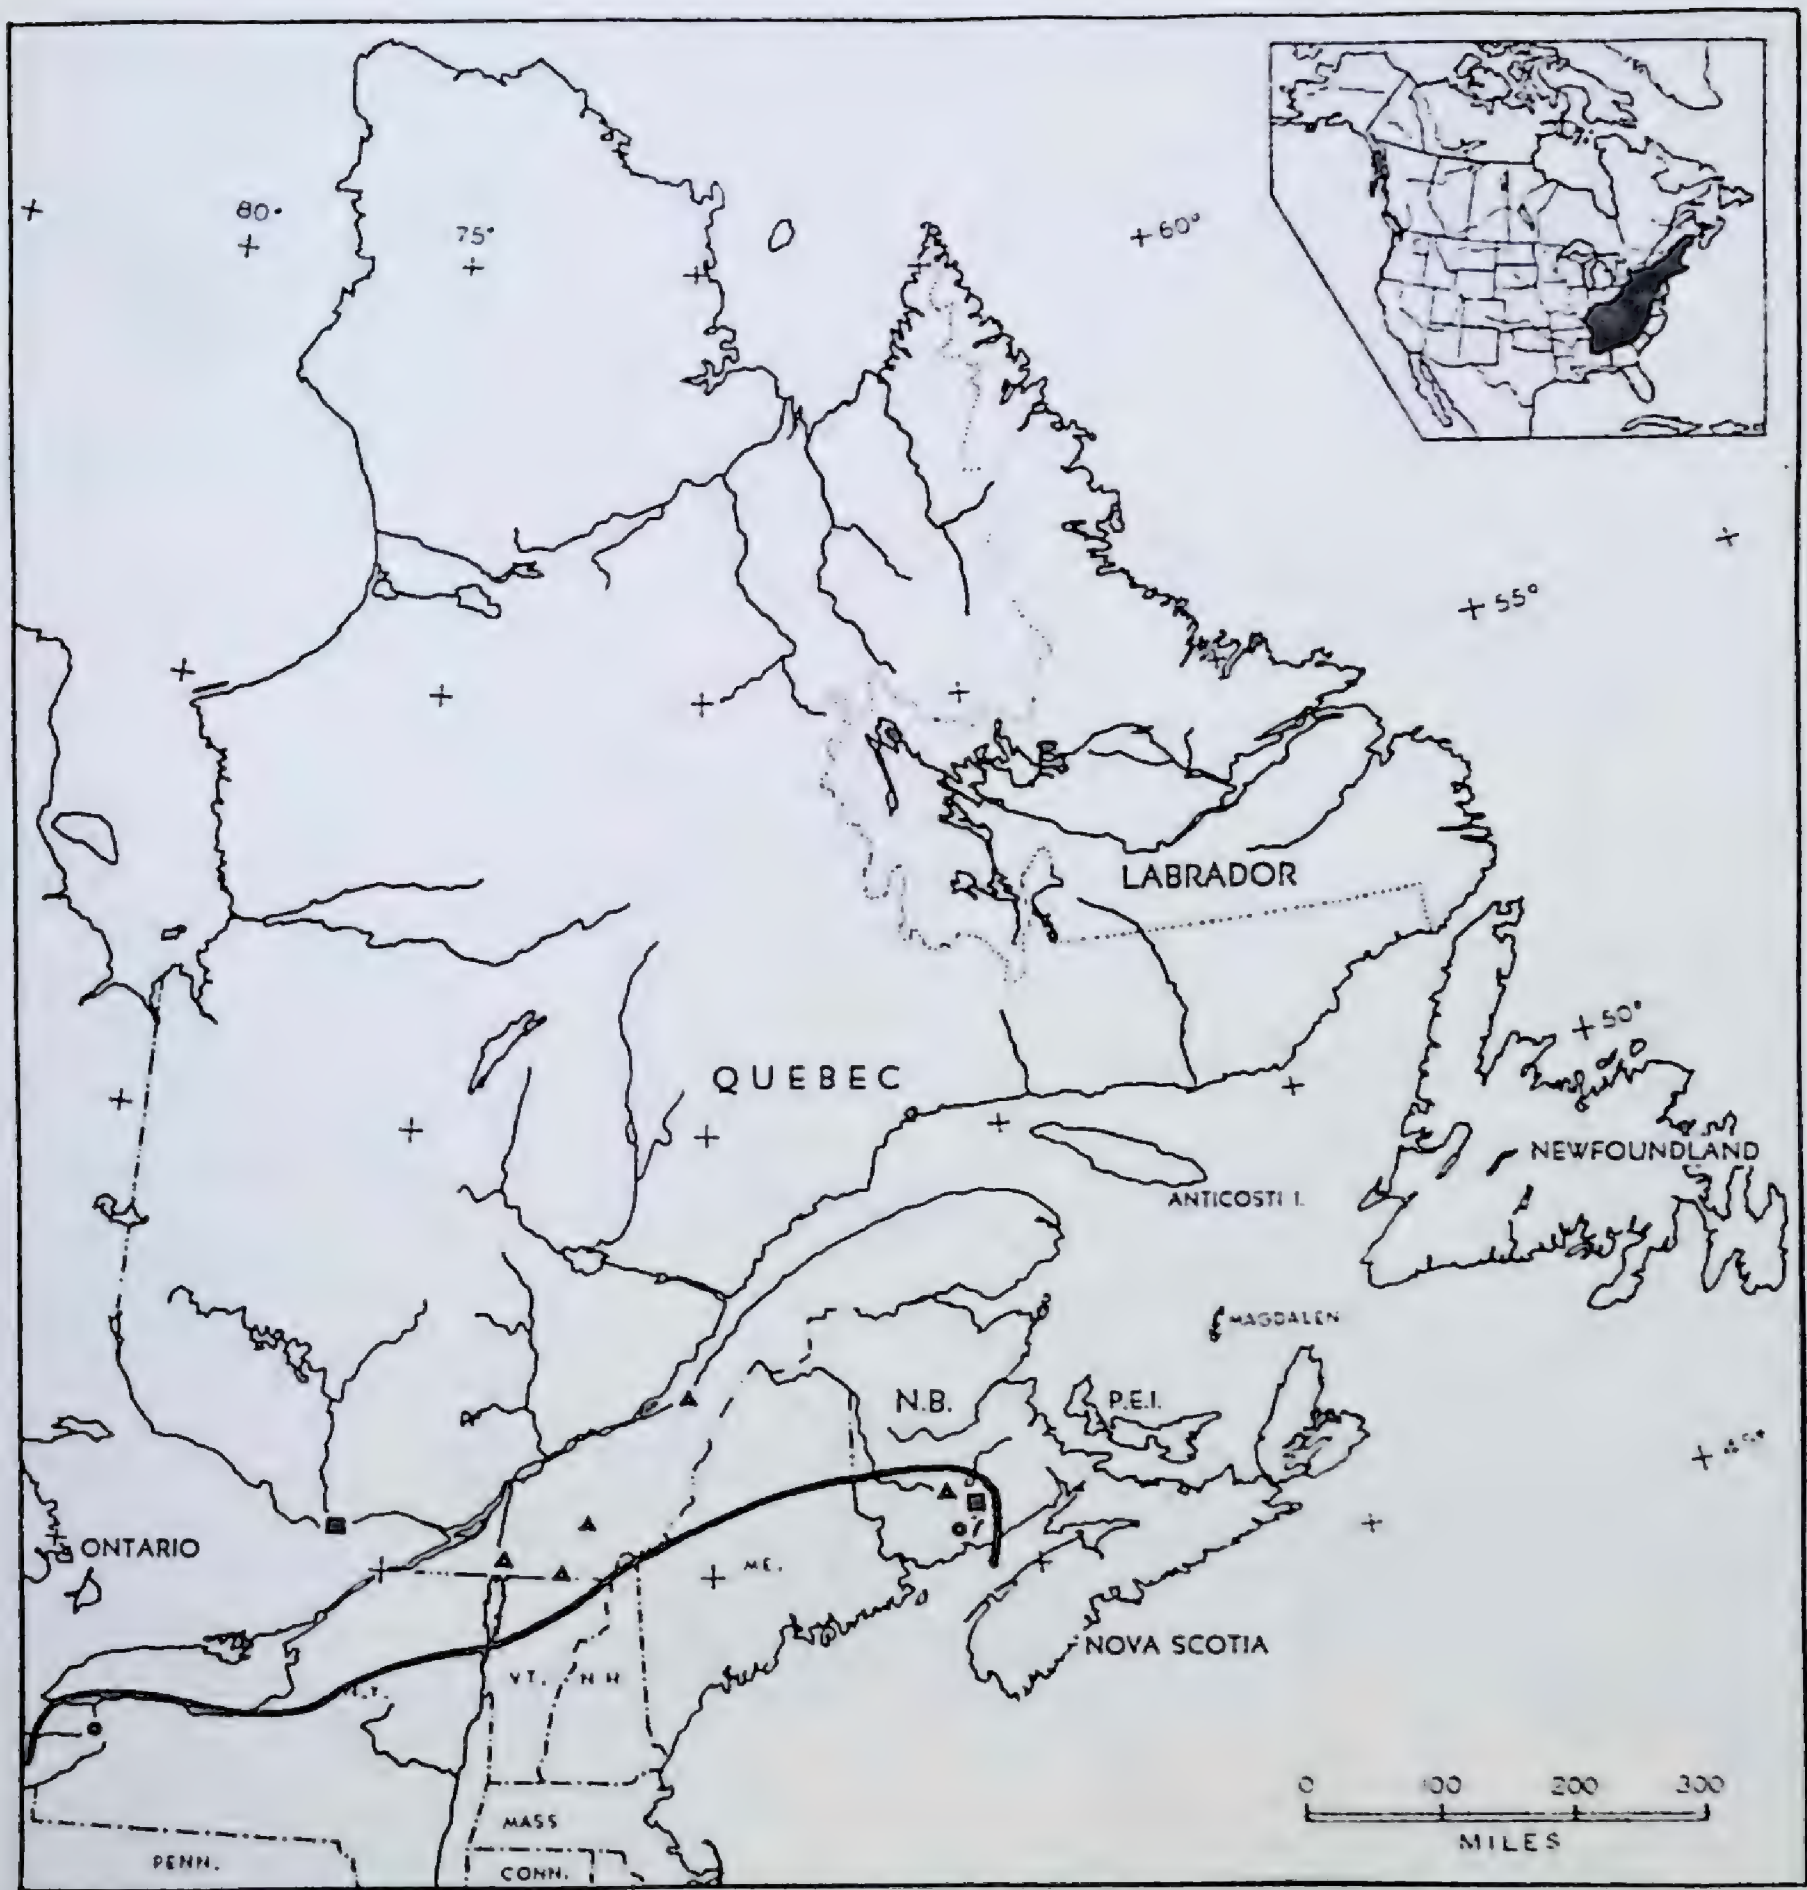 80°
75°
60°
55°
LABRADOR
50°
QUEBEC
NEWFOUNDLAND
ANTICOSTI I.
MAGDALEN
N.B.
P.E.I.
45°
ONTARIO
?
ME.
NOVA SCOTIA
VT.
N H
0 100 200 300
MILES
MASS
PENN.
CONN.